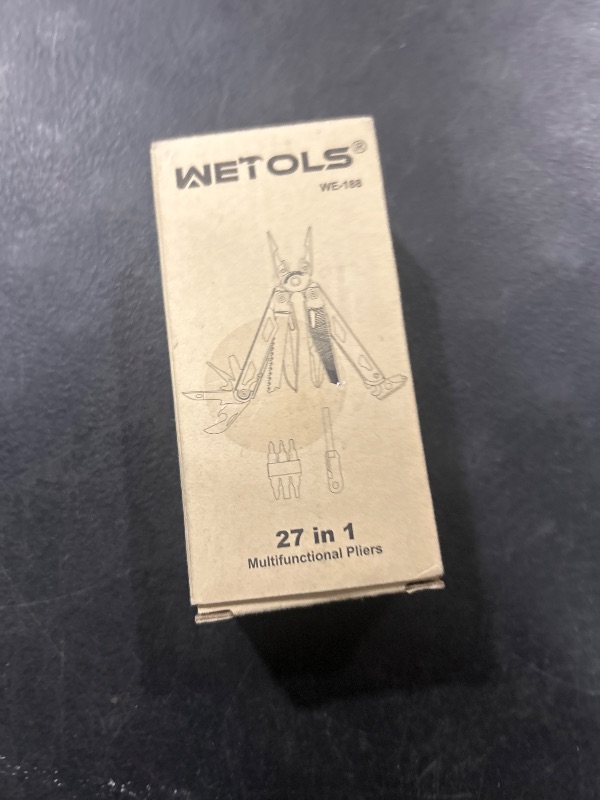 WETOLS®
WE-188
27 in 1
Multifunctional Pliers